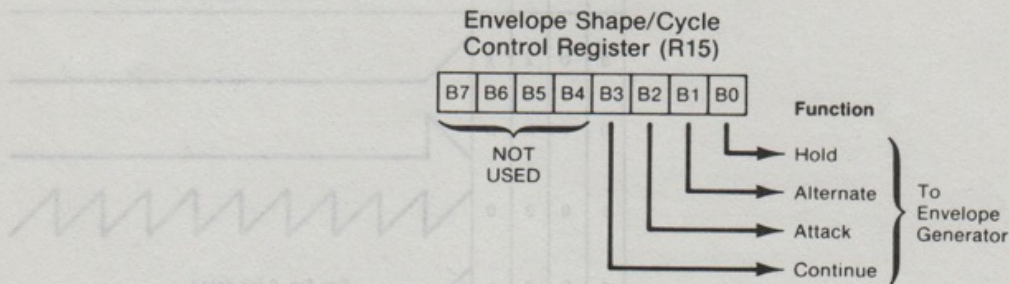 Envelope Shape/Cycle
Control Register (R15)
B7 B6 B5 B4 B3 B2 B1 B0
Function
NOT
USED
Hold
Alternate
Attack
Continue
To
Envelope
Generator